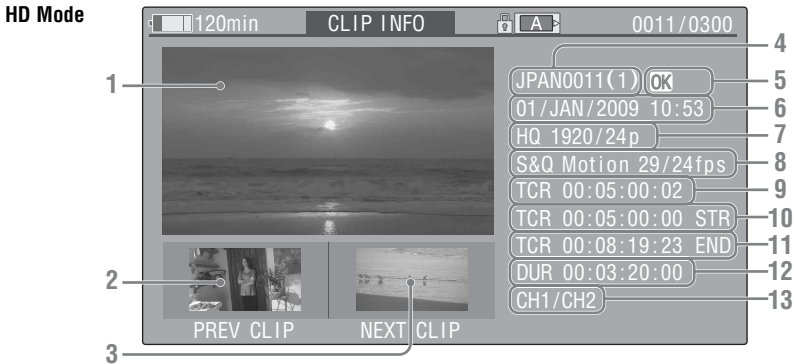 HD Mode
120min CLIP INFO A 0011/0300
4
1
JPAN0011(1) OK 5
01/JAN/2009 10:53 6
HQ 1920/24p 7
S&Q Motion 29/24fps 8
TCR 00:05:00:02 9
TCR 00:05:00:00 STR 10
TCR 00:08:19:23 END 11
2
DUR 00:03:20:00 12
CH1/CH2 13
PREV CLIP NEXT CLIP
3